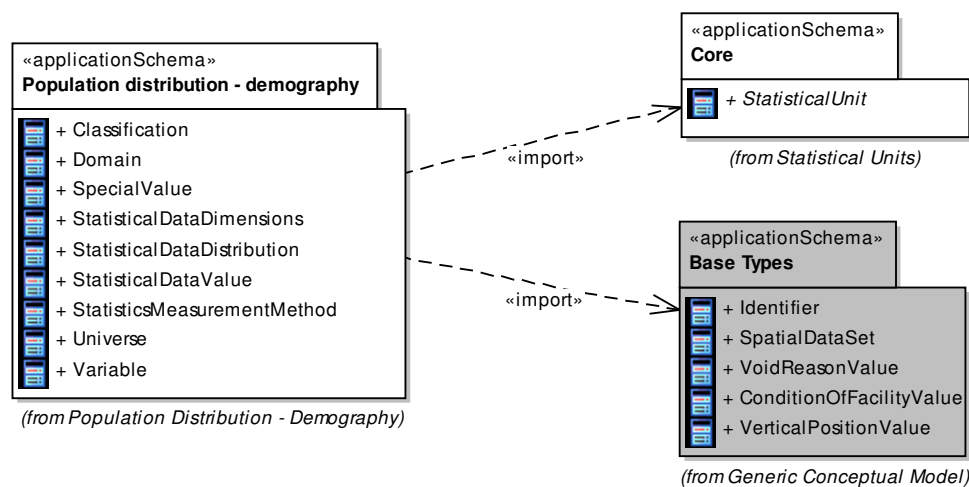 «applicationSchema»
Population distribution - demography
+ Classification
+ Domain
+ SpecialValue
+ StatisticalDataDimensions
+ StatisticalDataDistribution
+ StatisticalDataValue
+ StatisticsMeasurementMethod
+ Universe
+ Variable
(from Population Distribution - Demography)
«import»
«import»
«applicationSchema»
Core
+ StatisticalUnit
(from Statistical Units)
«applicationSchema»
Base Types
+ Identifier
+ SpatialDataSet
+ VoidReasonValue
+ ConditionOfFacilityValue
+ VerticalPositionValue
(from Generic Conceptual Model)